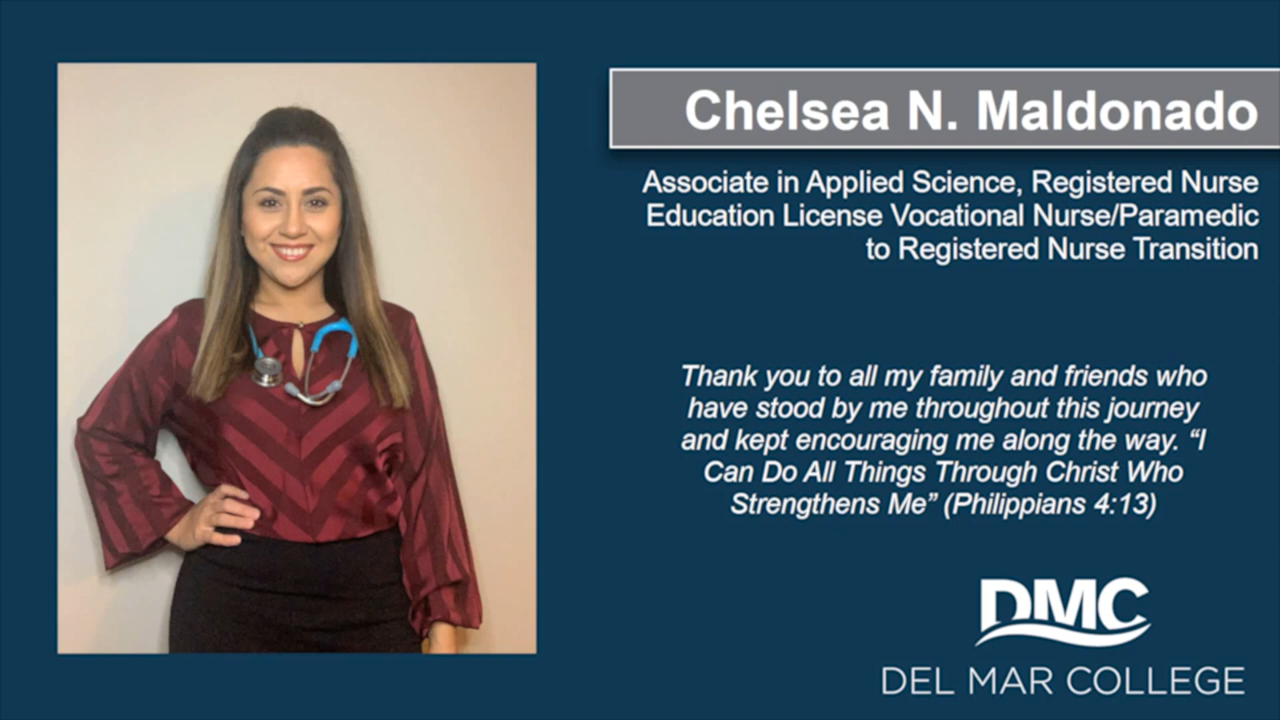 Chelsea N. Maldonado
Associate in Applied Science, Registered Nurse
Education License Vocational Nurse/Paramedic
to Registered Nurse Transition
Thank you to all my family and friends who
have stood by me throughout this journey
and kept encouraging me along the way. “I
Can Do All Things Through Christ Who
Strengthens Me” (Philippians 4:13)
DMC
DEL MAR COLLEGE